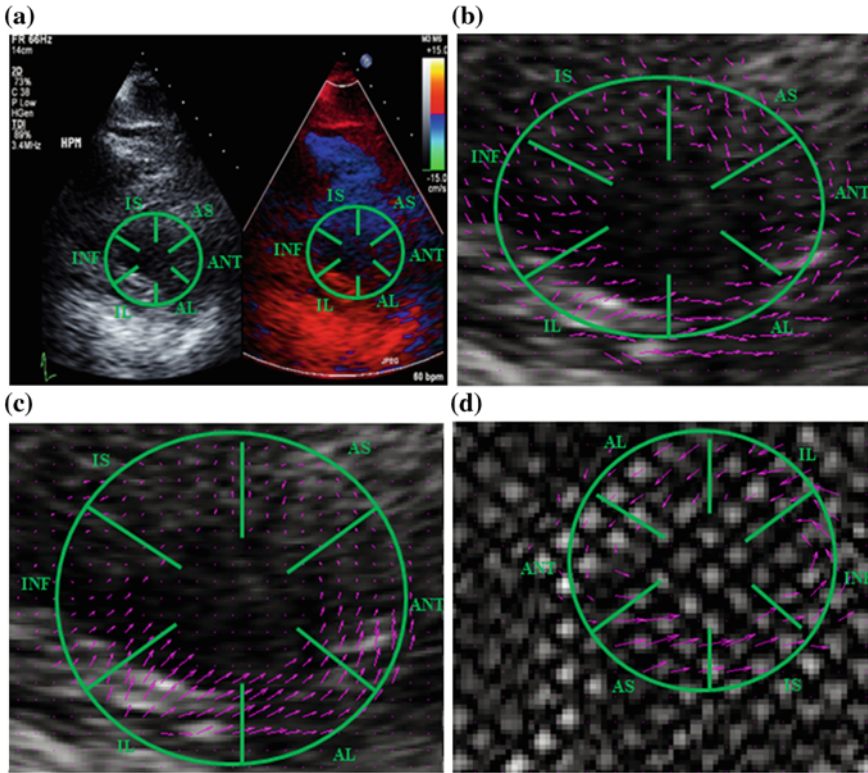 (a)
FR 66Hz
14cm
2D
73%
C 38
P Low
HGen
TDI
89%
3.4MHz
HPM
M3 M6
+15.0
-15.0
cm/s
IS
AS
INF
ANT
IL
AL
IS
AS
INF
ANT
IL
AL
JPEG
60 bpm
(b)
IS
AS
INF
ANT
IL
AL
(c)
IS
AS
INF
ANT
IL
AL
(d)
AL
IL
ANT
INF
AS
IS